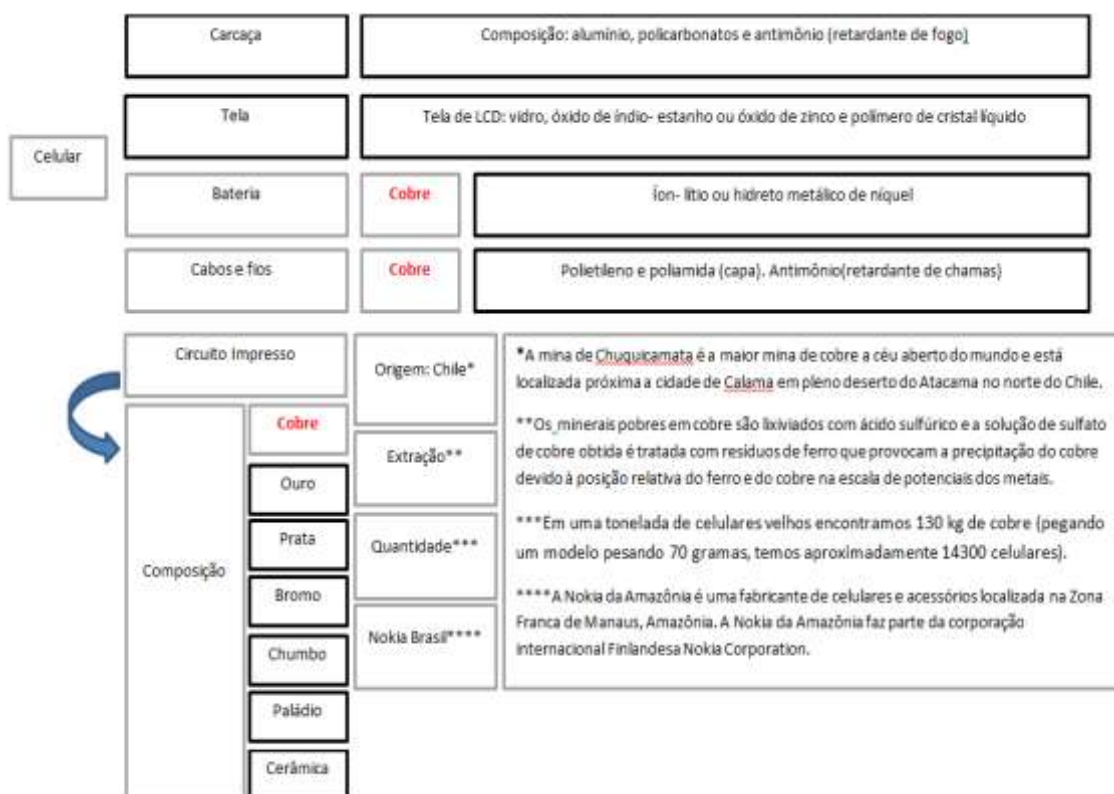 Carcaça
Composição: alumínio, policarbonatos e antimônio (retardante de fogo)
Tela
Tela de LCD: vidro, óxido de índio- estanho ou óxido de zinco e polímero de cristal líquido
Celular
Bateria
Cobre
Íon- lítio ou hidreto metálico de níquel
Cabos e fios
Cobre
Polietileno e poliamida (capa). Antimônio(retardante de chamas)
Circuito Impresso
Composição
Cobre
Ouro
Prata
Bromo
Chumbo
Paládio
Cerâmica
Origem: Chile*
Extração**
Quantidade***
Nokia Brasil****
*A mina de Chuquicamata é a maior mina de cobre a céu aberto do mundo e está
localizada próxima a cidade de Calama em pleno deserto do Atacama no norte do Chile.
**Os minerais pobres em cobre são lixiviados com ácido sulfúrico e a solução de sulfato
de cobre obtida é tratada com resíduos de ferro que provocam a precipitação do cobre
devido à posição relativa do ferro e do cobre na escala de potenciais dos metais.
***Em uma tonelada de celulares velhos encontramos 130 kg de cobre (pegando
um modelo pesando 70 gramas, temos aproximadamente 14300 celulares).
****A Nokia da Amazônia é uma fabricante de celulares e acessórios localizada na Zona
Franca de Manaus, Amazônia. A Nokia da Amazônia faz parte da corporação
internacional Finlandesa Nokia Corporation.